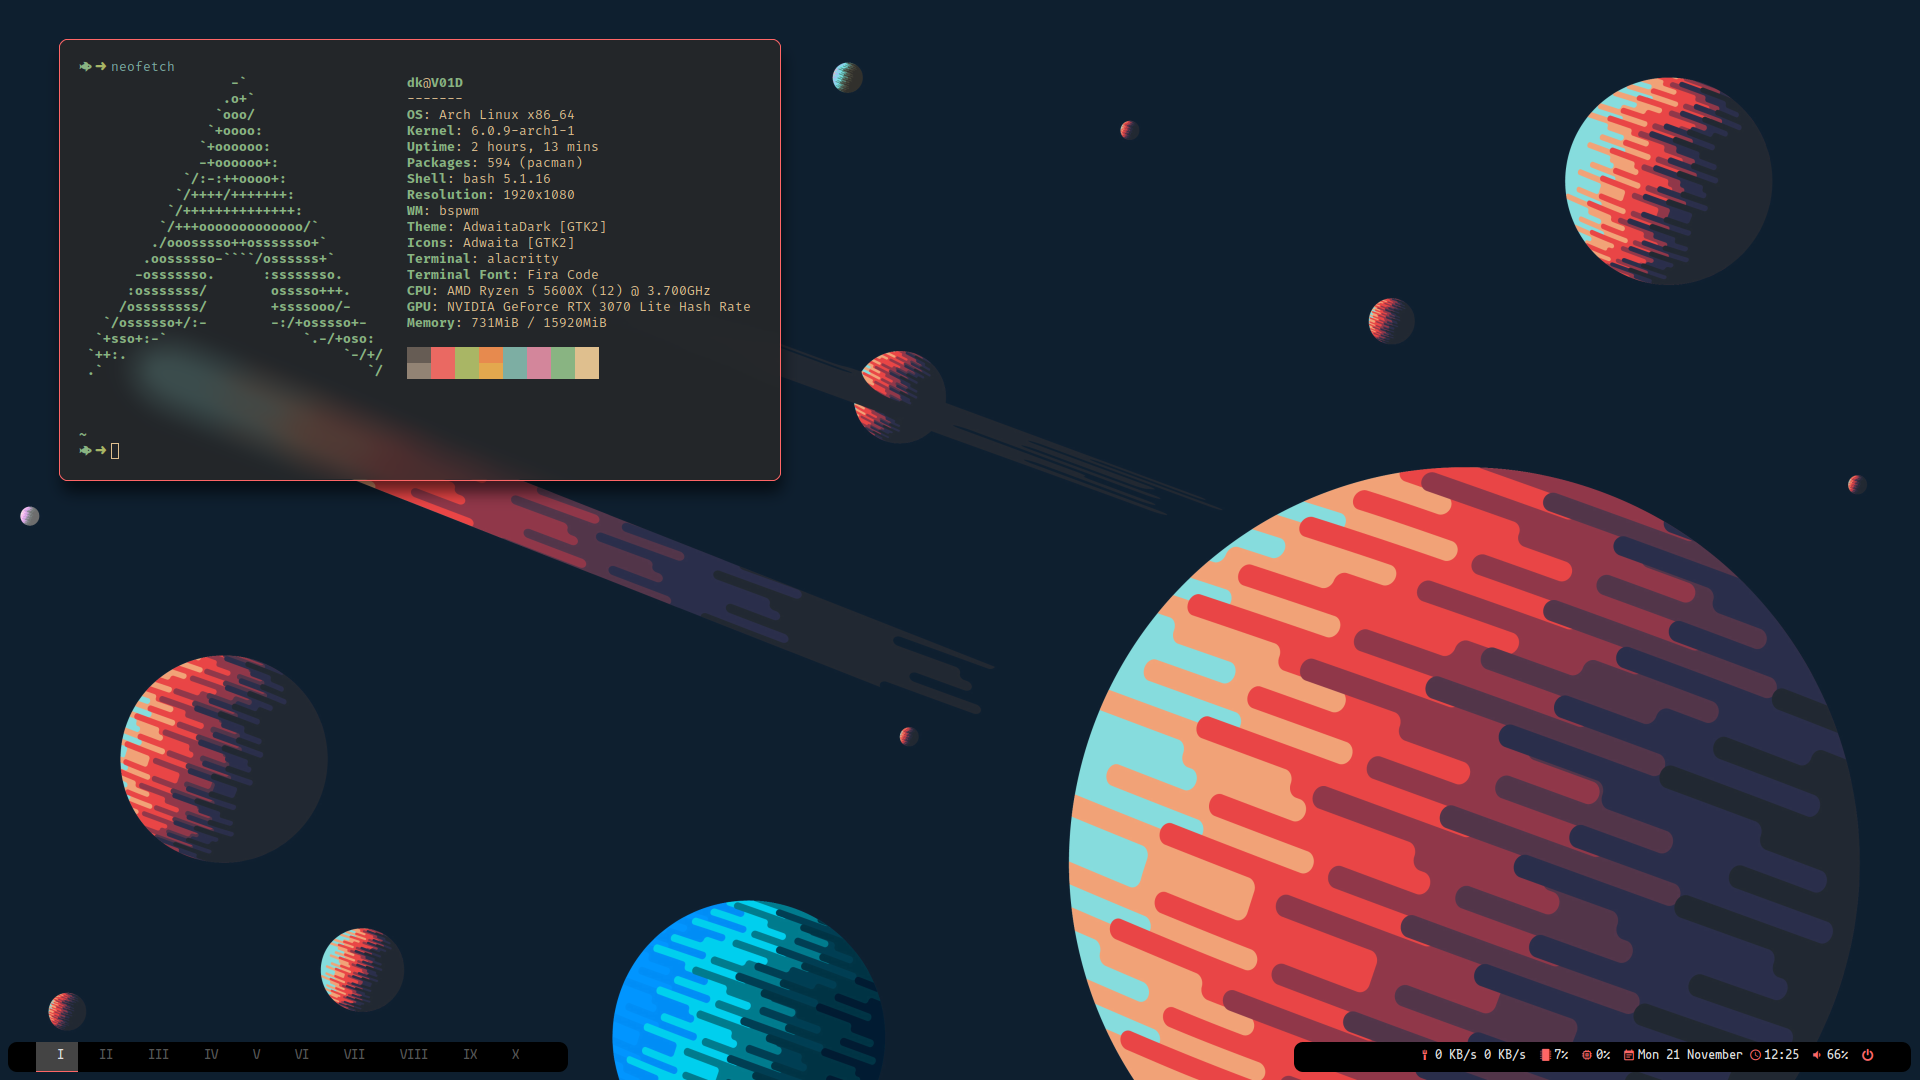 neofetch
dk@V01D
-------
OS: Arch Linux x86_64
Kernel: 6.0.9-arch1-1
Uptime: 2 hours, 13 mins
Packages: 594 (pacman)
Shell: bash 5.1.16
Resolution: 1920x1080
WM: bspwm
Theme: AdwaitaDark [GTK2]
Icons: Adwaita [GTK2]
Terminal: alacritty
Terminal Font: Fira Code
CPU: AMD Ryzen 5 5600X (12) @ 3.700GHz
GPU: NVIDIA GeForce RTX 3070 Lite Hash Rate
Memory: 731MiB / 15920MiB
~
I II III IV V VI VII VIII IX X
0 KB/s 0 KB/s 7% 0% Mon 21 November 12:25 66%